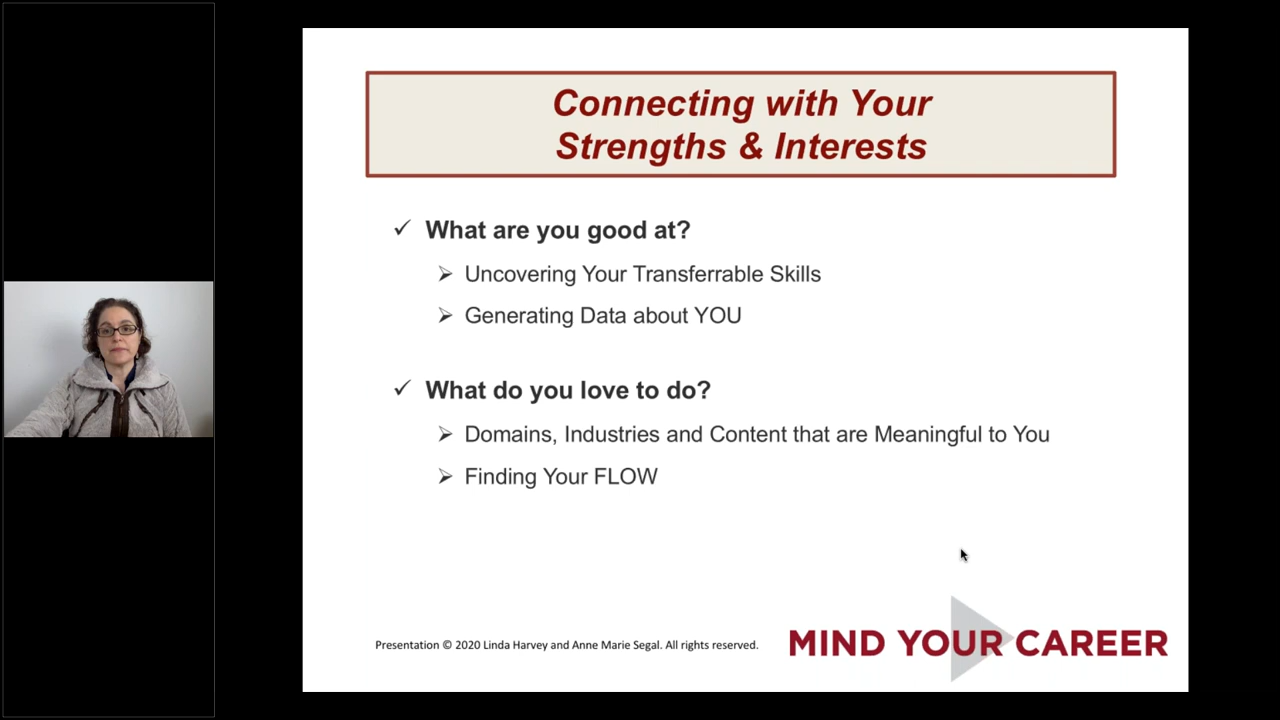 Connecting with Your
Strengths & Interests
✓ What are you good at?
➢ Uncovering Your Transferrable Skills
➢ Generating Data about YOU
✓ What do you love to do?
➢ Domains, Industries and Content that are Meaningful to You
➢ Finding Your FLOW
Presentation © 2020 Linda Harvey and Anne Marie Segal. All rights reserved.
MIND YOUR CAREER